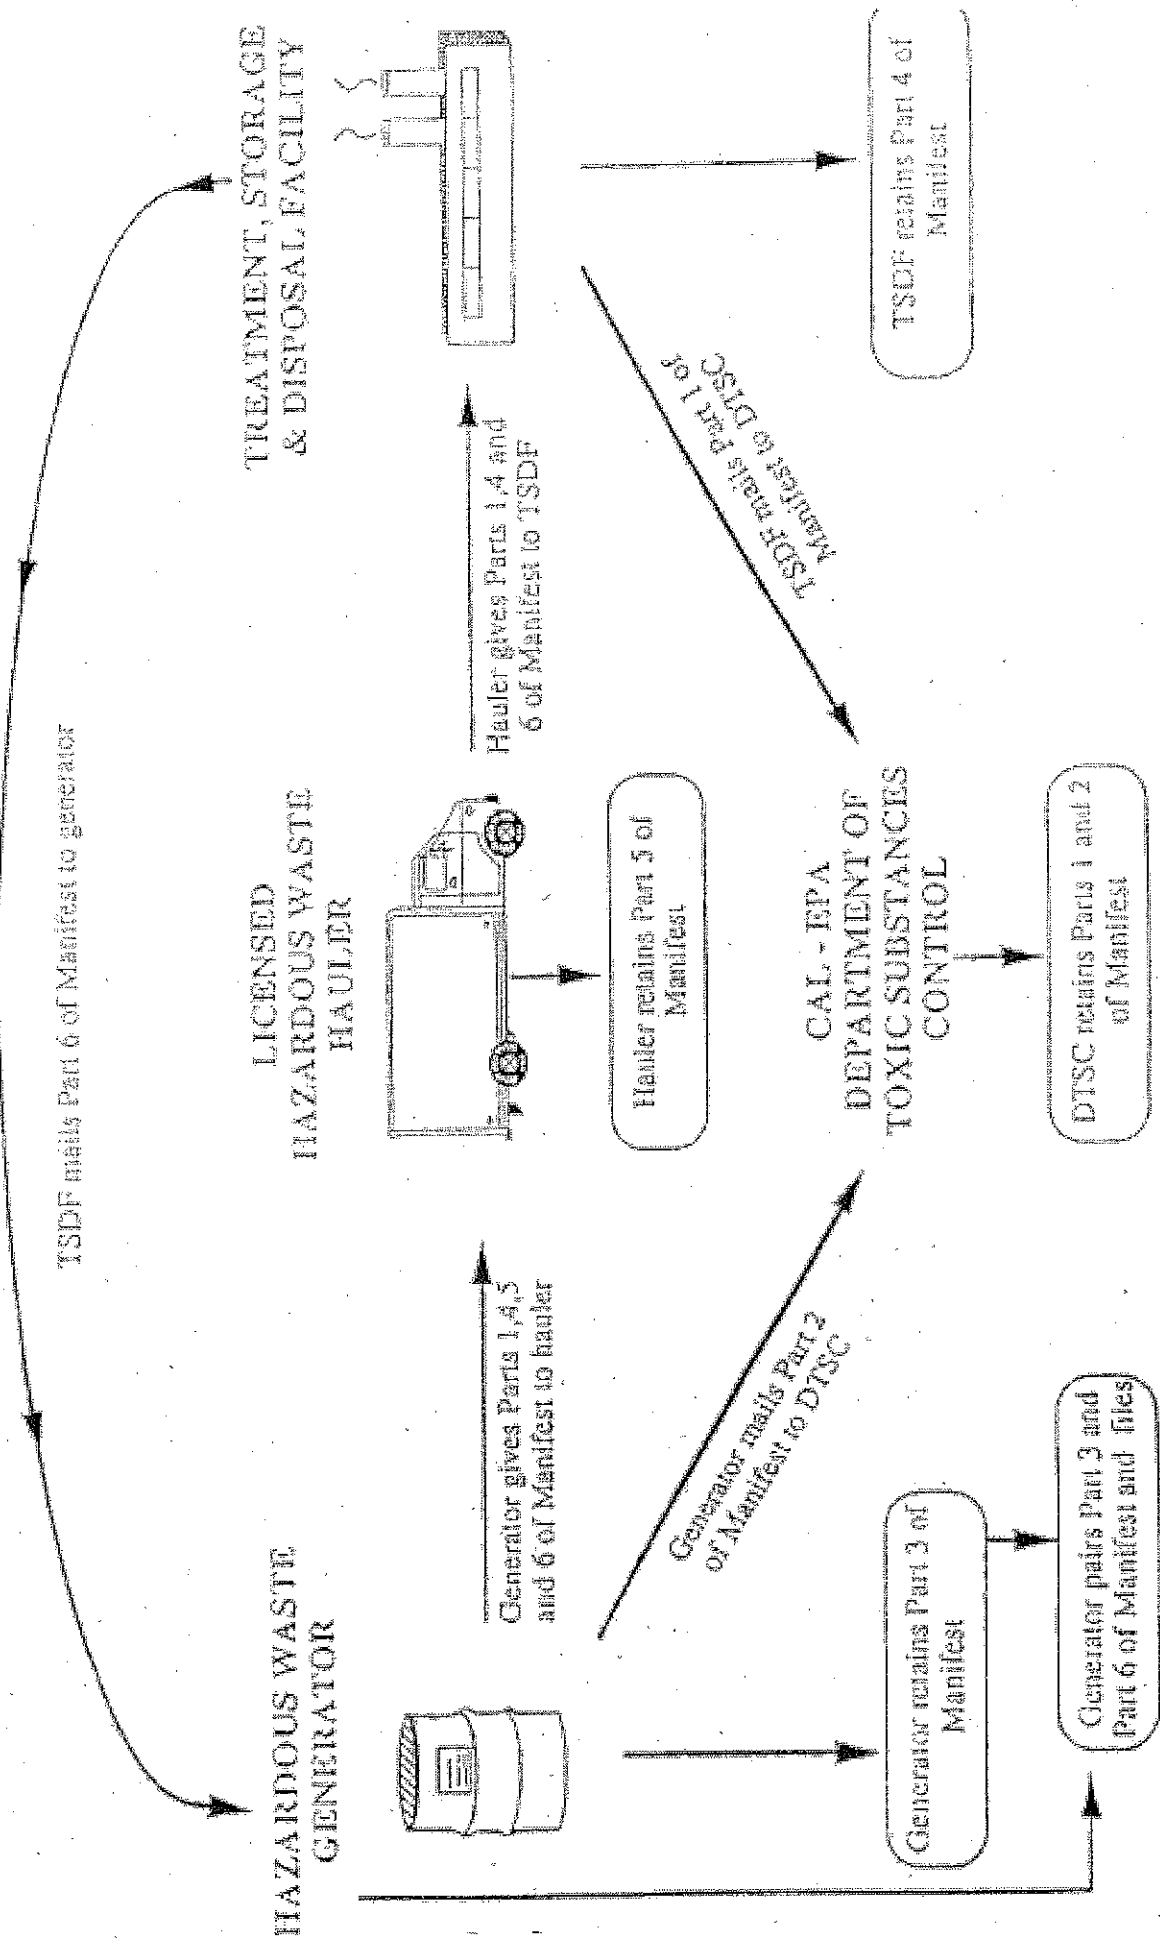 TSDF mails Part 6 of Manifest to generator
HAZARDOUS WASTE
GENERATOR
LICENSED
HAZARDOUS WASTE
HAULER
TREATMENT, STORAGE
& DISPOSAL FACILITY
Generator gives Parts 1,4,5
and 6 of Manifest to hauler
Hauler gives Parts 1,4 and
6 of Manifest to TSDF
Hauler retains Part 5 of
Manifest
Generator mails Part 2
of Manifest to DTSC
TSDF mails Part 1 of
Manifest to DTSC
CAL - EPA
DEPARTMENT OF
TOXIC SUBSTANCES
CONTROL
Generator retains Part 3 of
Manifest
TSDF retains Part 4 of
Manifest
Generator pairs Part 3 and
Part 6 of Manifest and files
DTSC retains Parts 1 and 2
of Manifest